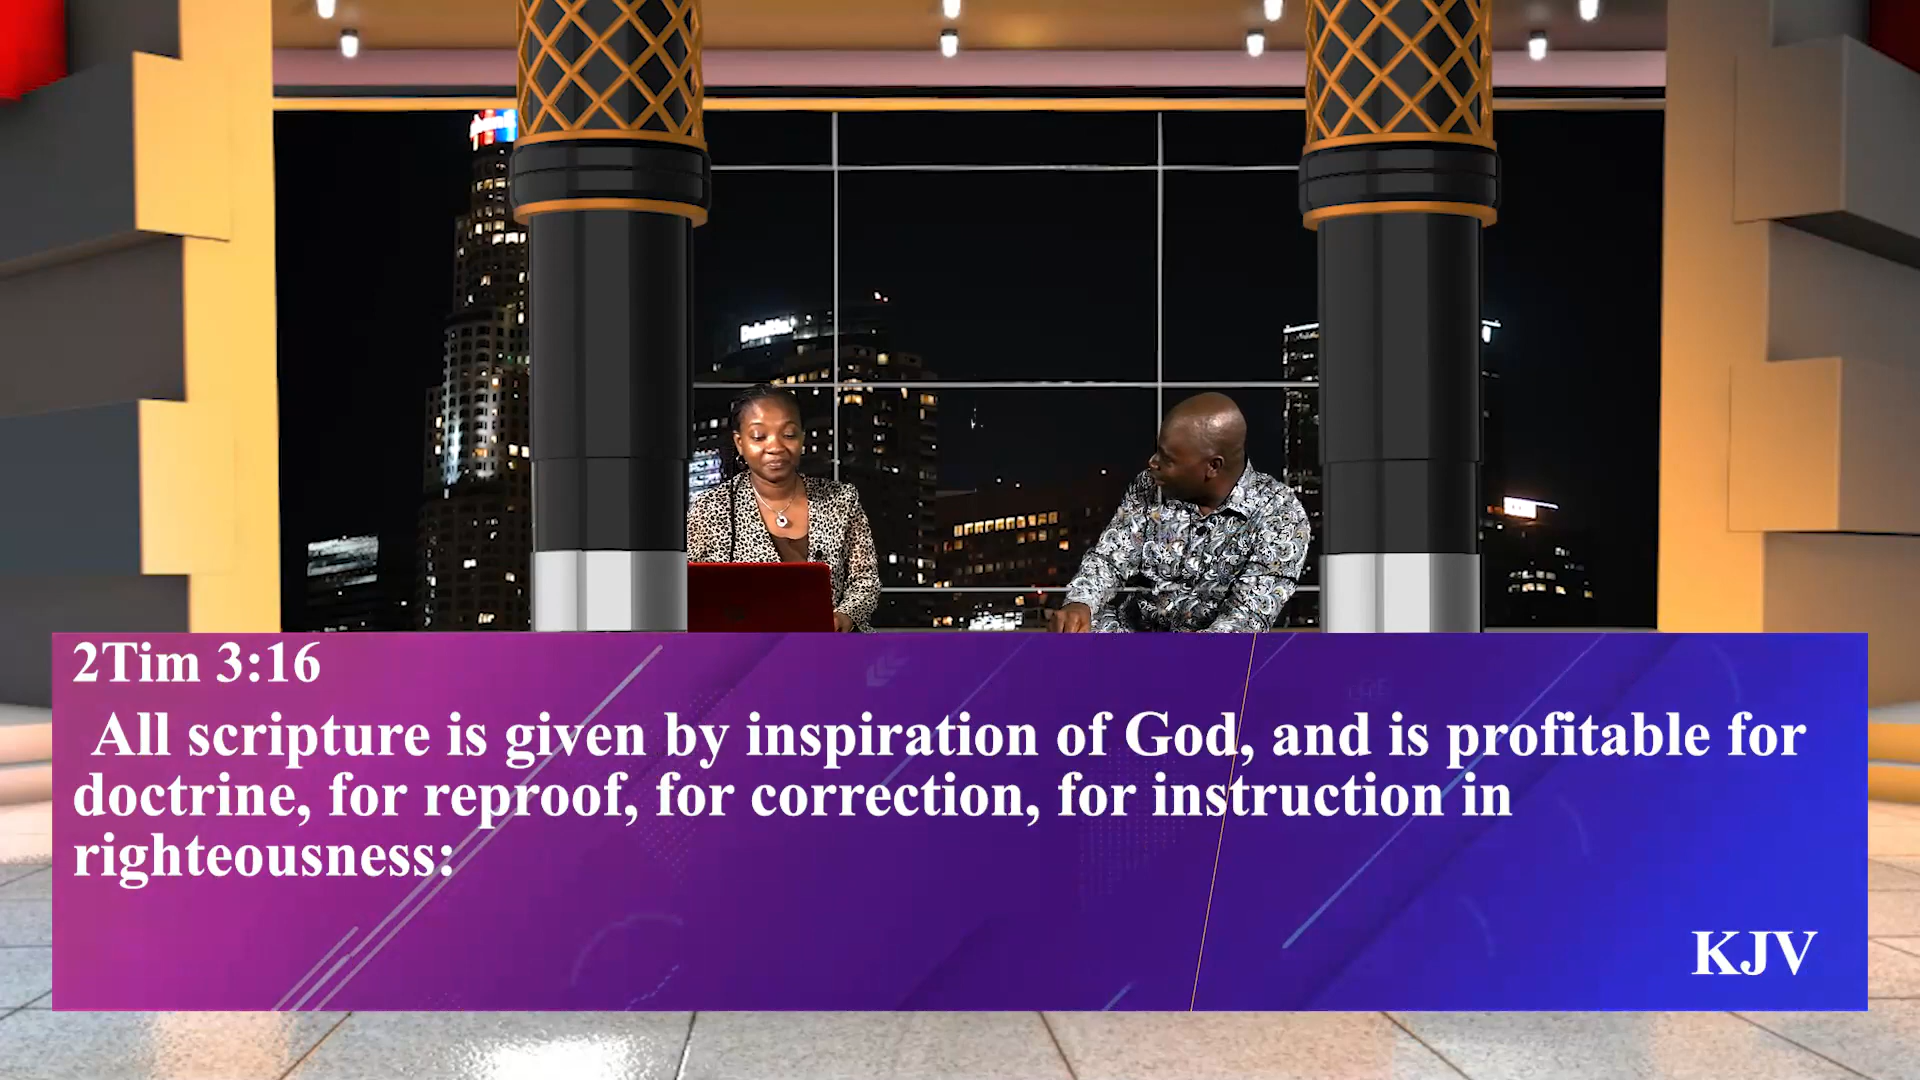 2Tim 3:16
All scripture is given by inspiration of God, and is profitable for
doctrine, for reproof, for correction, for instruction in
righteousness:
KJV